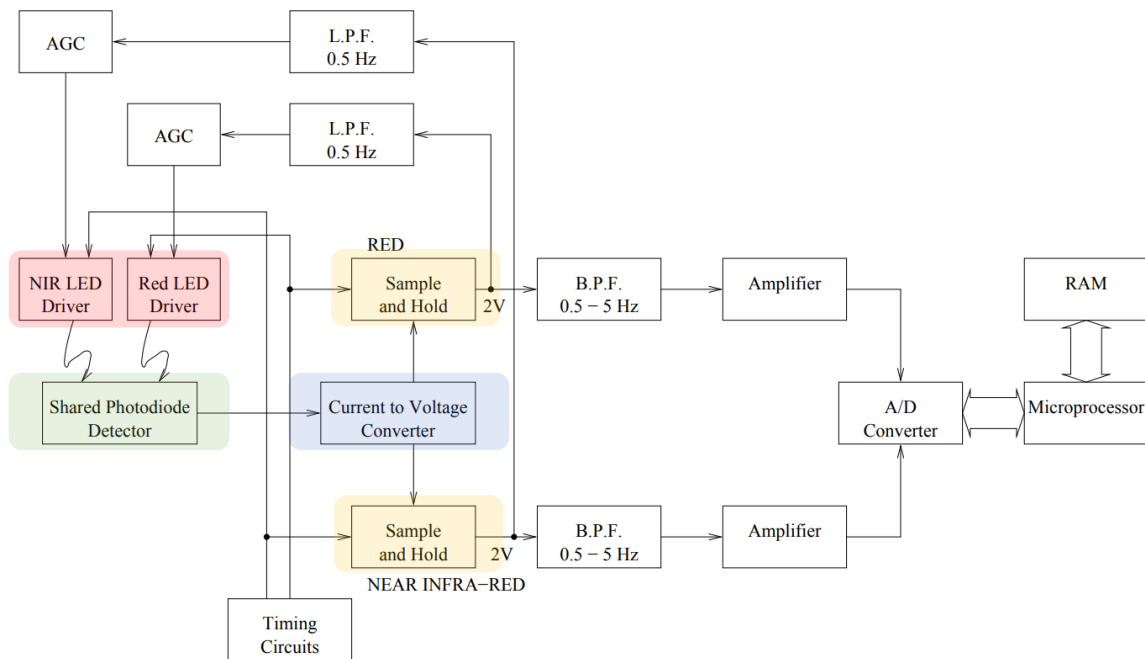 AGC
L.P.F.
0.5 Hz
AGC
L.P.F.
0.5 Hz
RED
NIR LED
Driver
Red LED
Driver
Sample
and Hold
2V
B.P.F.
0.5 − 5 Hz
Amplifier
RAM
Shared Photodiode
Detector
Current to Voltage
Converter
A/D
Converter
Microprocessor
Sample
and Hold
2V
B.P.F.
0.5 − 5 Hz
Amplifier
NEAR INFRA−RED
Timing
Circuits